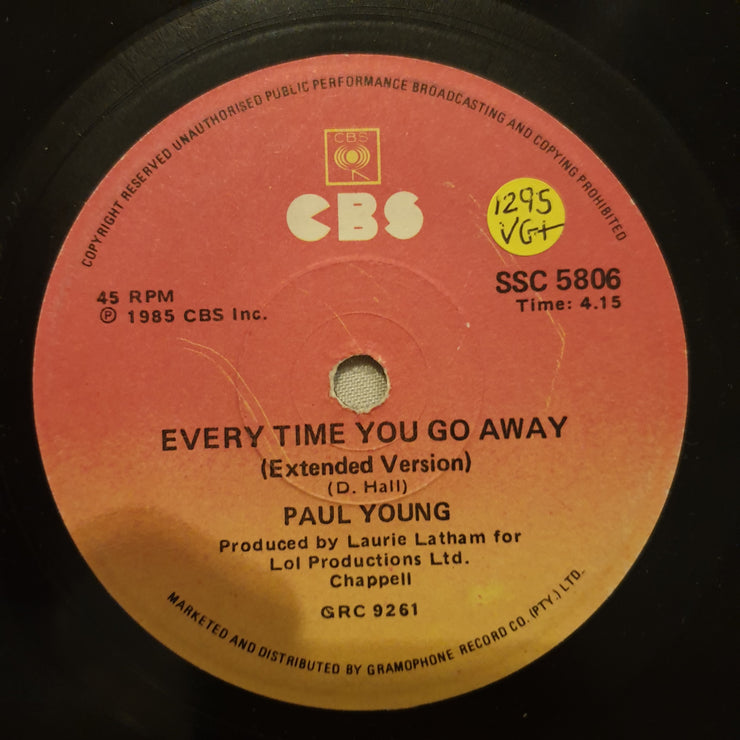 COPYRIGHT RESERVED UNAUTHORISED PUBLIC PERFORMANCE BROADCASTING AND COPYING PROHIBITED
CBS
CBS
1295
VG+
SSC 5806
Time: 4.15
45 RPM
Ⓟ 1985 CBS Inc.
EVERY TIME YOU GO AWAY
(Extended Version)
(D. Hall)
PAUL YOUNG
Produced by Laurie Latham for
Lol Productions Ltd.
Chappell
GRC 9261
MARKETED AND DISTRIBUTED BY GRAMOPHONE RECORD CO. (PTY.) LTD.